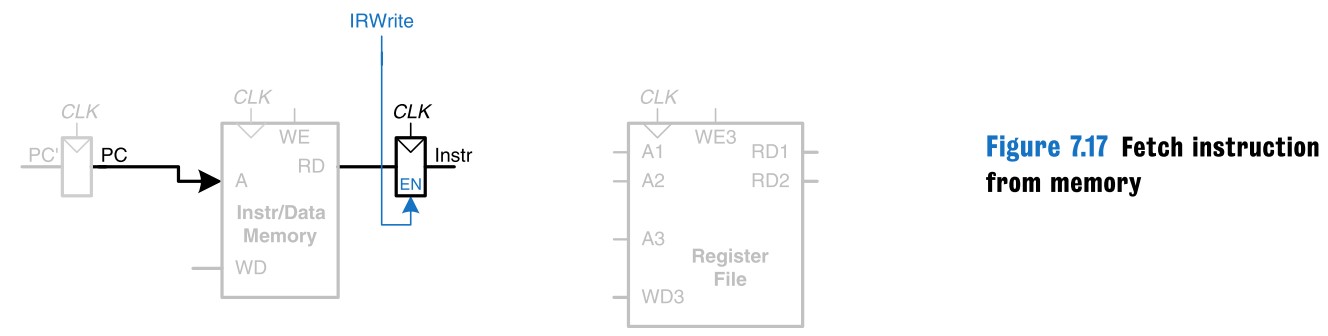 IRWrite
CLK
PC'
PC
CLK
WE
RD
A
Instr/Data
Memory
WD
CLK
EN
Instr
CLK
WE3
A1
RD1
A2
RD2
A3
Register
File
WD3
Figure 7.17 Fetch instruction
from memory